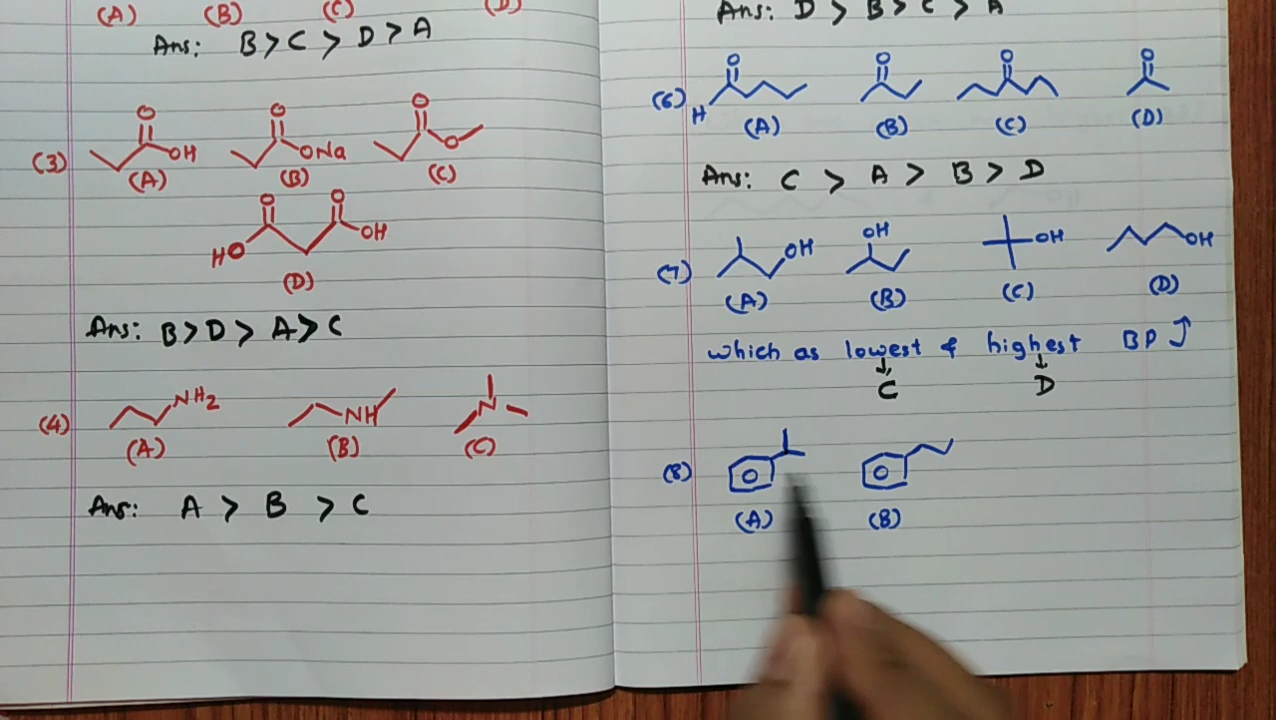 (A) (B) (C) (D)
Ans: B > C > D > A
(3)
O OH (A)
O ONa (B)
O O (C)
HO O O OH
(D)
Ans: B > D > A > C
(4) NH2 NH N
(A) (B) (C)
Ans: A > B > C
Ans: D > B > C > A
(6) H O O O O
(A) (B) (C) (D)
Ans: C > A > B > D
(7) OH OH OH OH
(A) (B) (C) (D)
which as lowest & highest BP ↑
↓ ↓
C D
(8)
(A) (B)